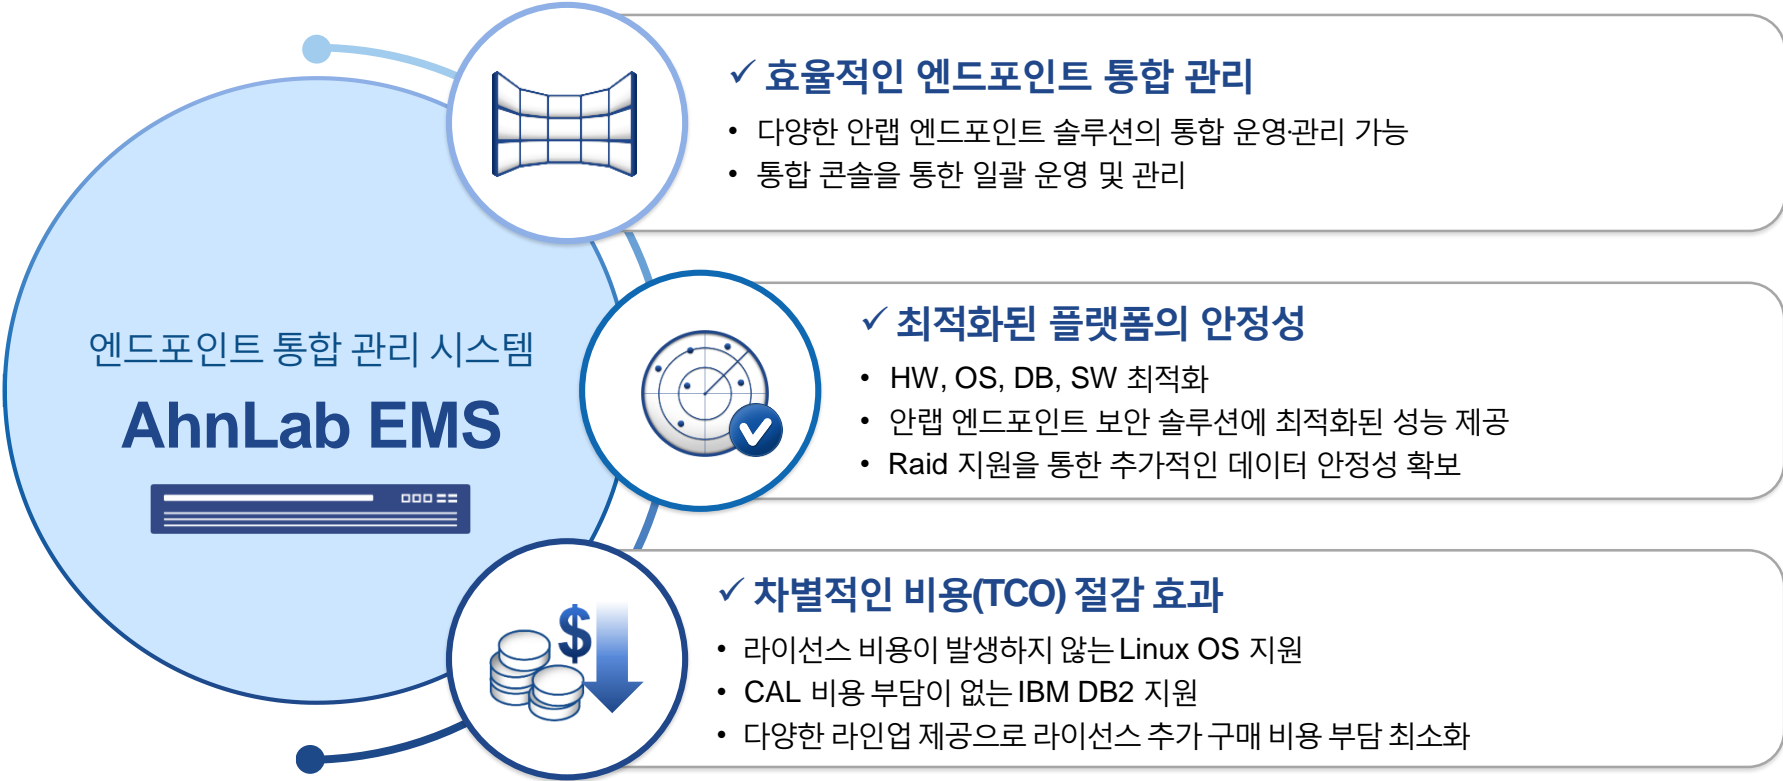 엔드포인트 통합 관리 시스템
AhnLab EMS
✓ 효율적인 엔드포인트 통합 관리
• 다양한 안랩 엔드포인트 솔루션의 통합 운영·관리 가능
• 통합 콘솔을 통한 일괄 운영 및 관리
✓ 최적화된 플랫폼의 안정성
• HW, OS, DB, SW 최적화
• 안랩 엔드포인트 보안 솔루션에 최적화된 성능 제공
• Raid 지원을 통한 추가적인 데이터 안정성 확보
$
✓ 차별적인 비용(TCO) 절감 효과
• 라이선스 비용이 발생하지 않는 Linux OS 지원
• CAL 비용 부담이 없는 IBM DB2 지원
• 다양한 라인업 제공으로 라이선스 추가 구매 비용 부담 최소화